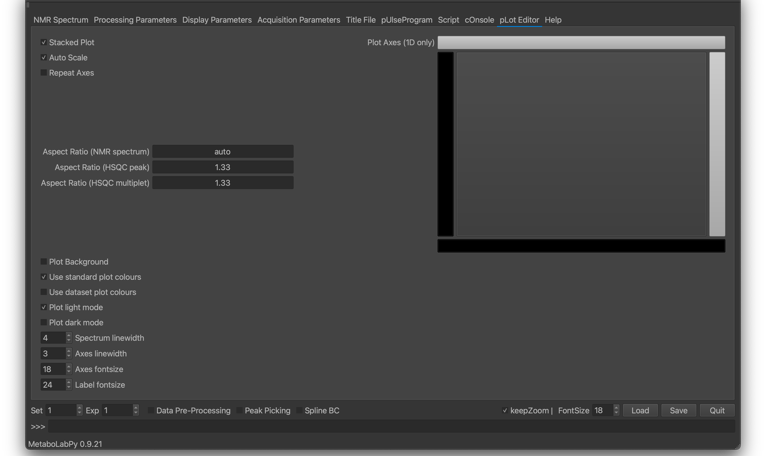 NMR Spectrum Processing Parameters Display Parameters Acquisition Parameters Title File pUlseProgram Script cOnsole pLot Editor Help
Stacked Plot
Plot Axes (1D only)
Auto Scale
Repeat Axes
Aspect Ratio (NMR spectrum) auto
Aspect Ratio (HSQC peak) 1.33
Aspect Ratio (HSQC multiplet) 1.33
Plot Background
Use standard plot colours
Use dataset plot colours
Plot light mode
Plot dark mode
4 Spectrum linewidth
3 Axes linewidth
18 Axes fontsize
24 Label fontsize
Set 1 Exp 1 Data Pre-Processing Peak Picking Spline BC keepZoom | FontSize 18 Load Save Quit
>>>
MetaboLabPy 0.9.21